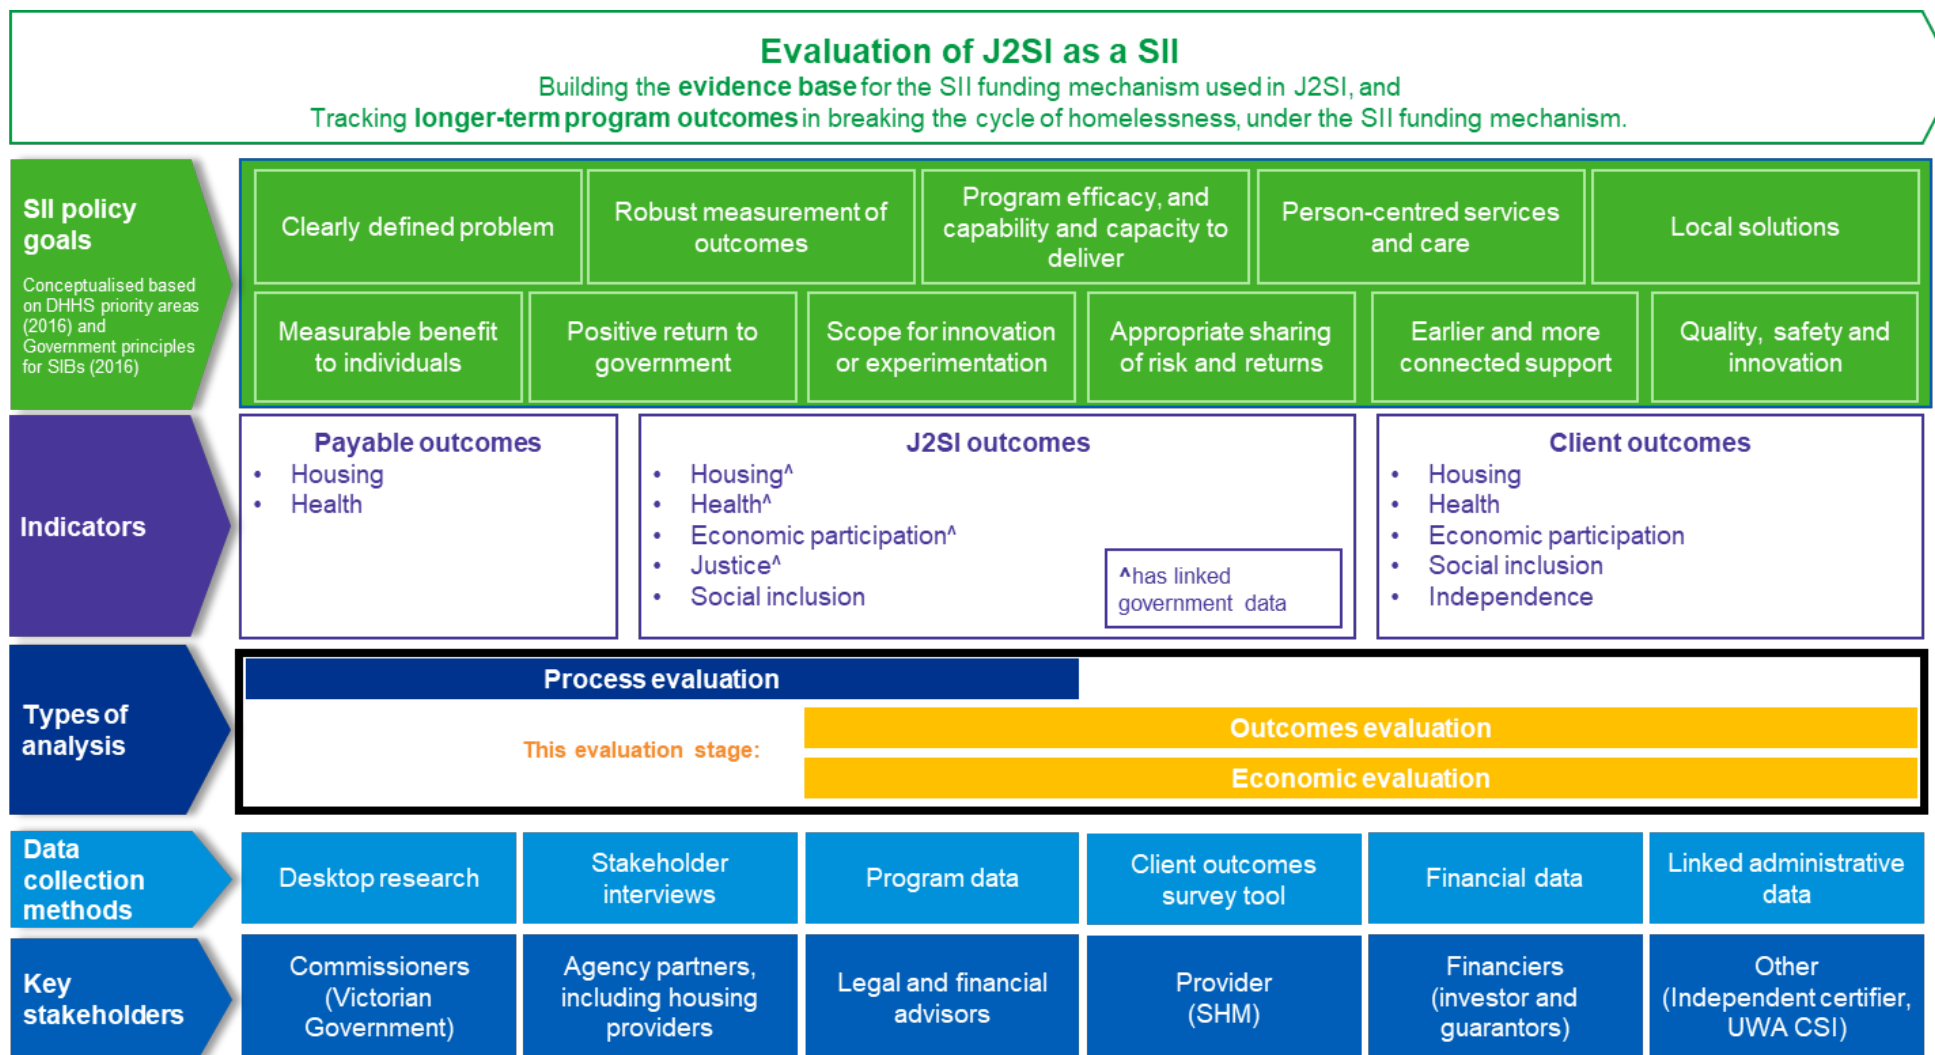 Evaluation of J2SI as a SII
Building the evidence base for the SII funding mechanism used in J2SI, and
Tracking longer-term program outcomes in breaking the cycle of homelessness, under the SII funding mechanism.
SII policy
goals
Conceptualised based
on DHHS priority areas
(2016) and
Government principles
for SIBs (2016)
Clearly defined problem
Robust measurement of
outcomes
Program efficacy, and
capability and capacity to
deliver
Person-centred services
and care
Local solutions
Measurable benefit
to individuals
Positive return to
government
Scope for innovation
or experimentation
Appropriate sharing
of risk and returns
Earlier and more
connected support
Quality, safety and
innovation
Indicators
Payable outcomes
• Housing
• Health
J2SI outcomes
• Housing^
• Health^
• Economic participation^
• Justice^
• Social inclusion
^has linked
government data
Client outcomes
• Housing
• Health
• Economic participation
• Social inclusion
• Independence
Types of
analysis
Process evaluation
This evaluation stage:
Outcomes evaluation
Economic evaluation
Data
collection
methods
Desktop research
Stakeholder
interviews
Program data
Client outcomes
survey tool
Financial data
Linked administrative
data
Key
stakeholders
Commissioners
(Victorian
Government)
Agency partners,
including housing
providers
Legal and financial
advisors
Provider
(SHM)
Financiers
(investor and
guarantors)
Other
(Independent certifier,
UWA CSI)